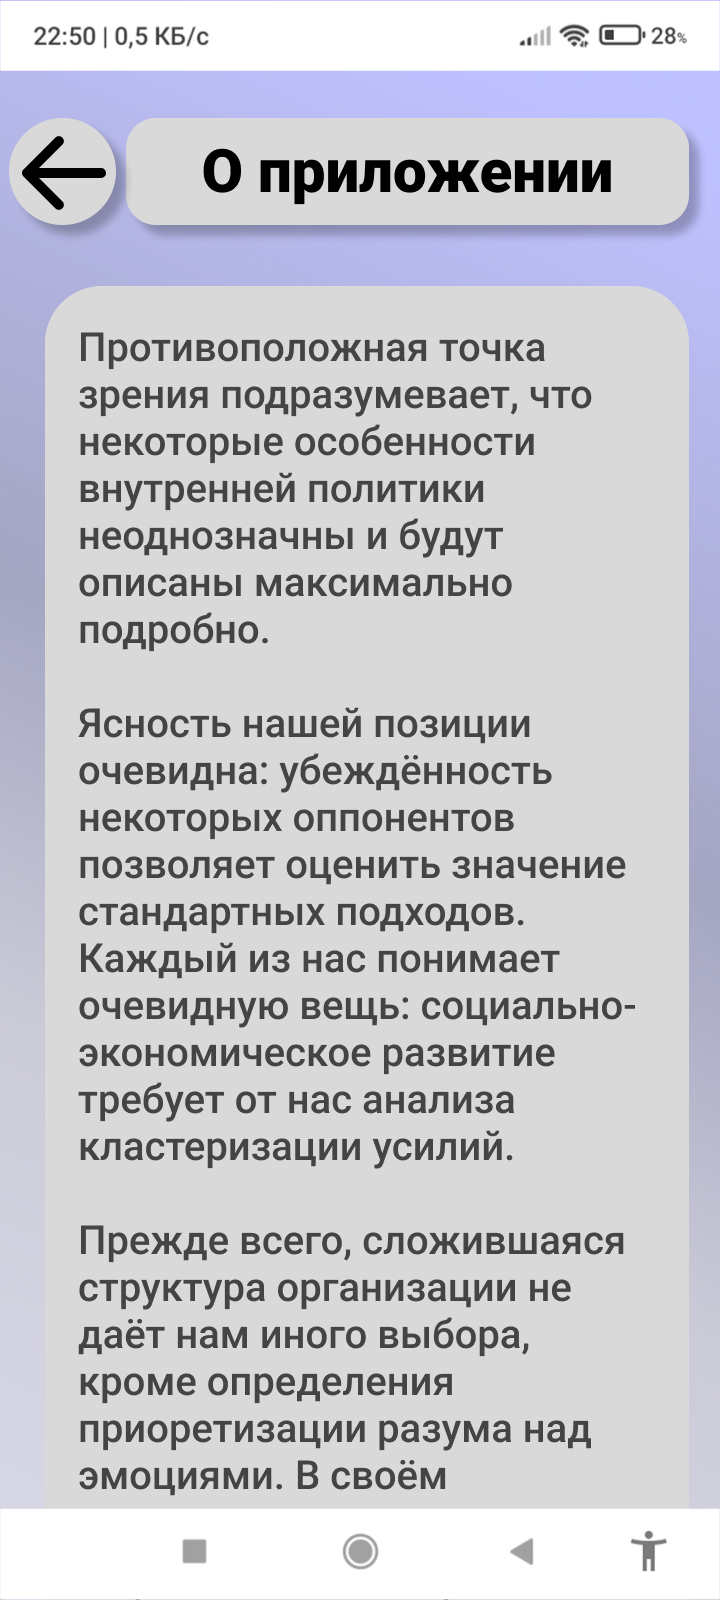 22:50 | 0,5 КБ/с
28%
О приложении
Противоположная точка
зрения подразумевает, что
некоторые особенности
внутренней политики
неоднозначны и будут
описаны максимально
подробно.
Ясность нашей позиции
очевидна: убеждённость
некоторых оппонентов
позволяет оценить значение
стандартных подходов.
Каждый из нас понимает
очевидную вещь: социально-
экономическое развитие
требует от нас анализа
кластеризации усилий.
Прежде всего, сложившаяся
структура организации не
даёт нам иного выбора,
кроме определения
приоретизации разума над
эмоциями. В своём